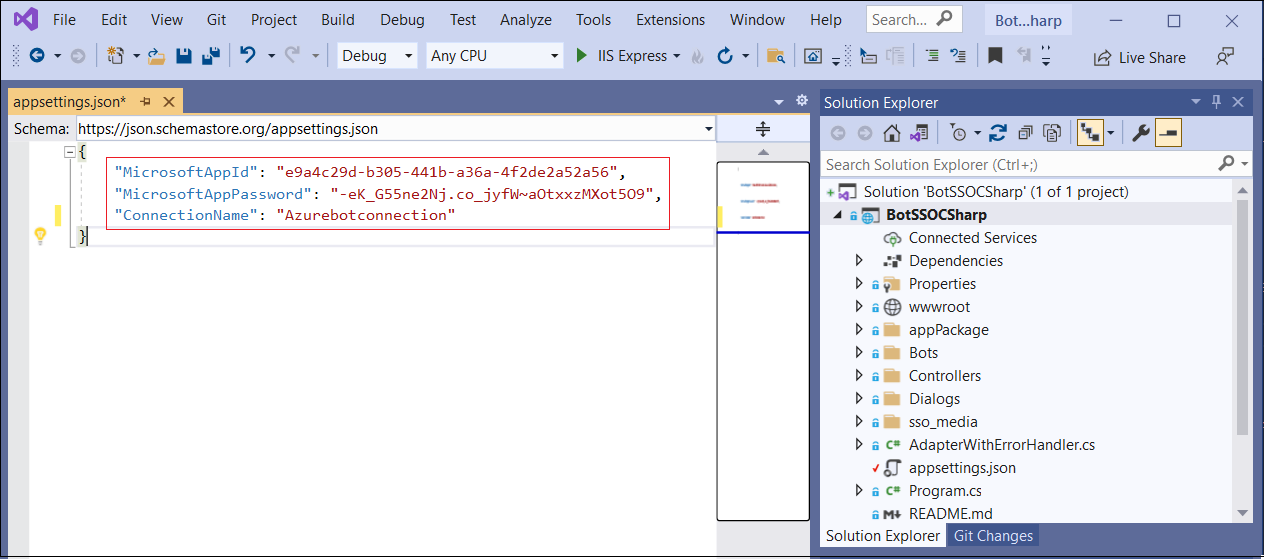 File Edit View Git Project Build Debug Test Analyze Tools Extensions Window Help Search... Bot...harp
Debug Any CPU IIS Express Live Share
appsettings.json*
Schema: https://json.schemastore.org/appsettings.json
{
"MicrosoftAppId": "e9a4c29d-b305-441b-a36a-4f2de2a52a56",
"MicrosoftAppPassword": "-eK_G55ne2Nj.co_jyfW~aOtxxzMXot5O9",
"ConnectionName": "Azurebotconnection"
}
Solution Explorer
Search Solution Explorer (Ctrl+;)
Solution 'BotSSOCSharp' (1 of 1 project)
BotSSOCSharp
Connected Services
Dependencies
Properties
wwwroot
appPackage
Bots
Controllers
Dialogs
sso_media
C# AdapterWithErrorHandler.cs
appsettings.json
C# Program.cs
M README.md
Solution Explorer Git Changes